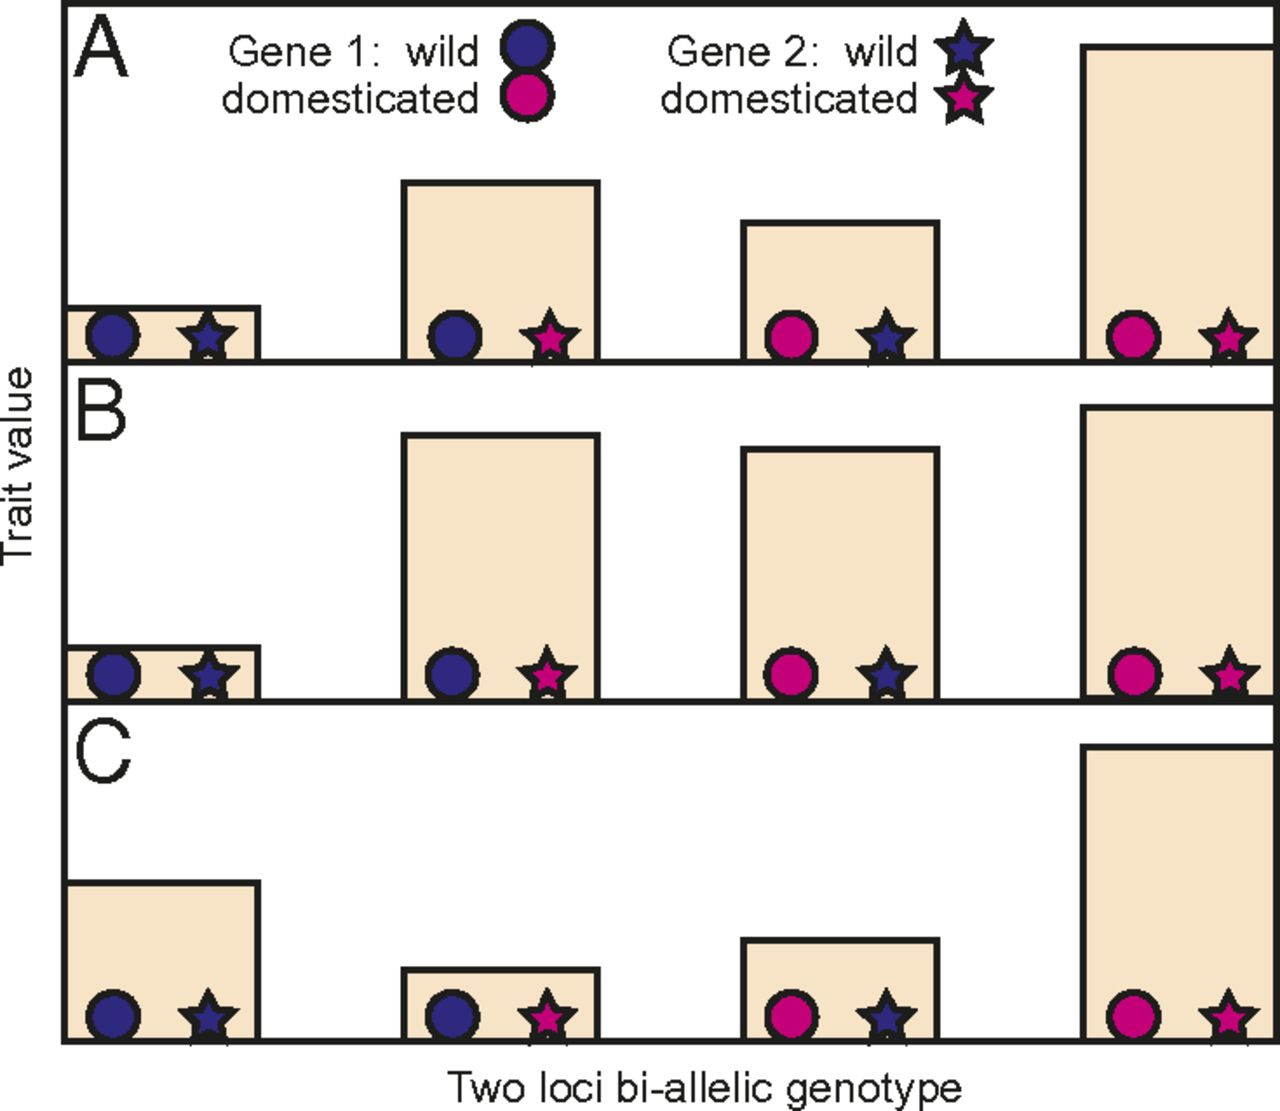 A
Gene 1: wild
domesticated
Gene 2: wild
domesticated
B
C
Trait value
Two loci bi-allelic genotype